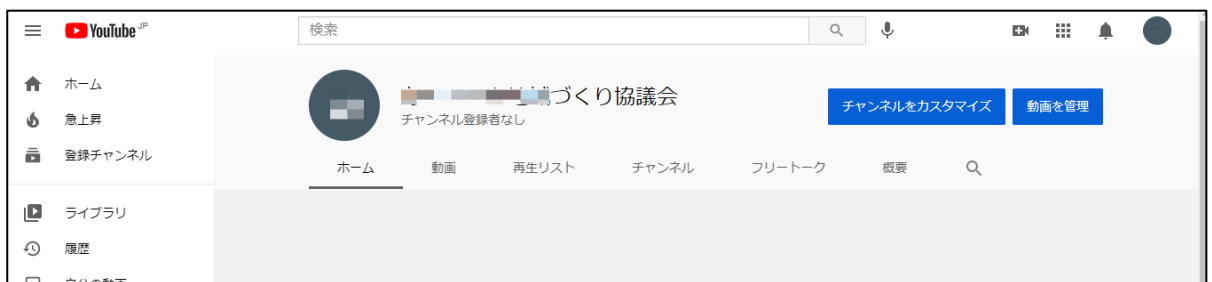 YouTube JP
検索
ホーム
急上昇
登録チャンネル
ライブラリ
履歴
づくり協議会
チャンネル登録者なし
チャンネルをカスタマイズ
動画を管理
ホーム 動画 再生リスト チャンネル フリートーク 概要